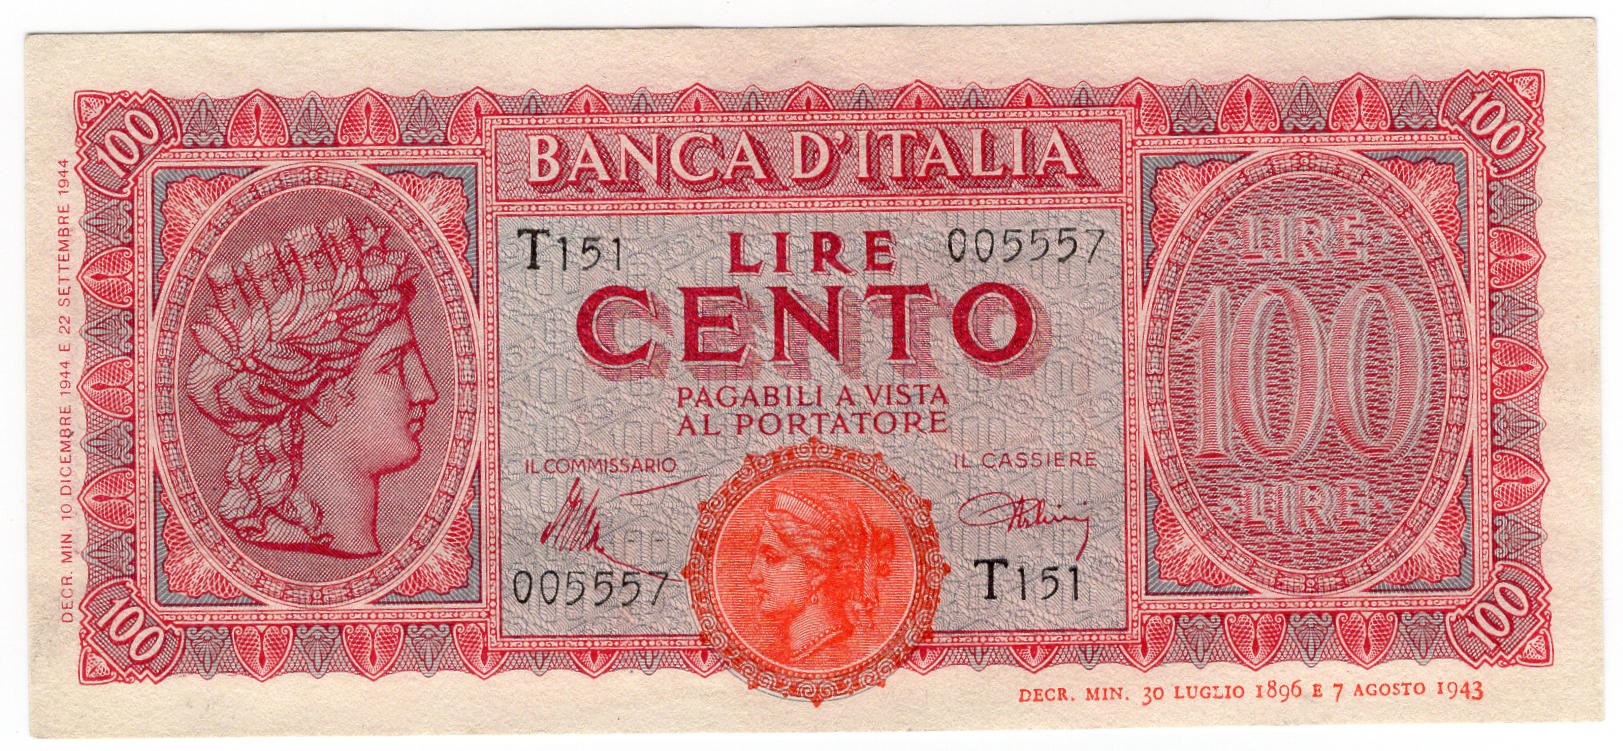 100
100
BANCA D'ITALIA
T151
LIRE
005557
CENTO
PAGABILI A VISTA
AL PORTATORE
IL COMMISSARIO
IL CASSIERE
005557
T151
LIRE
100
LIRE
100
100
DECR. MIN. 10 DICEMBRE 1944 E 22 SETTEMBRE 1944
DECR. MIN. 30 LUGLIO 1896 E 7 AGOSTO 1943